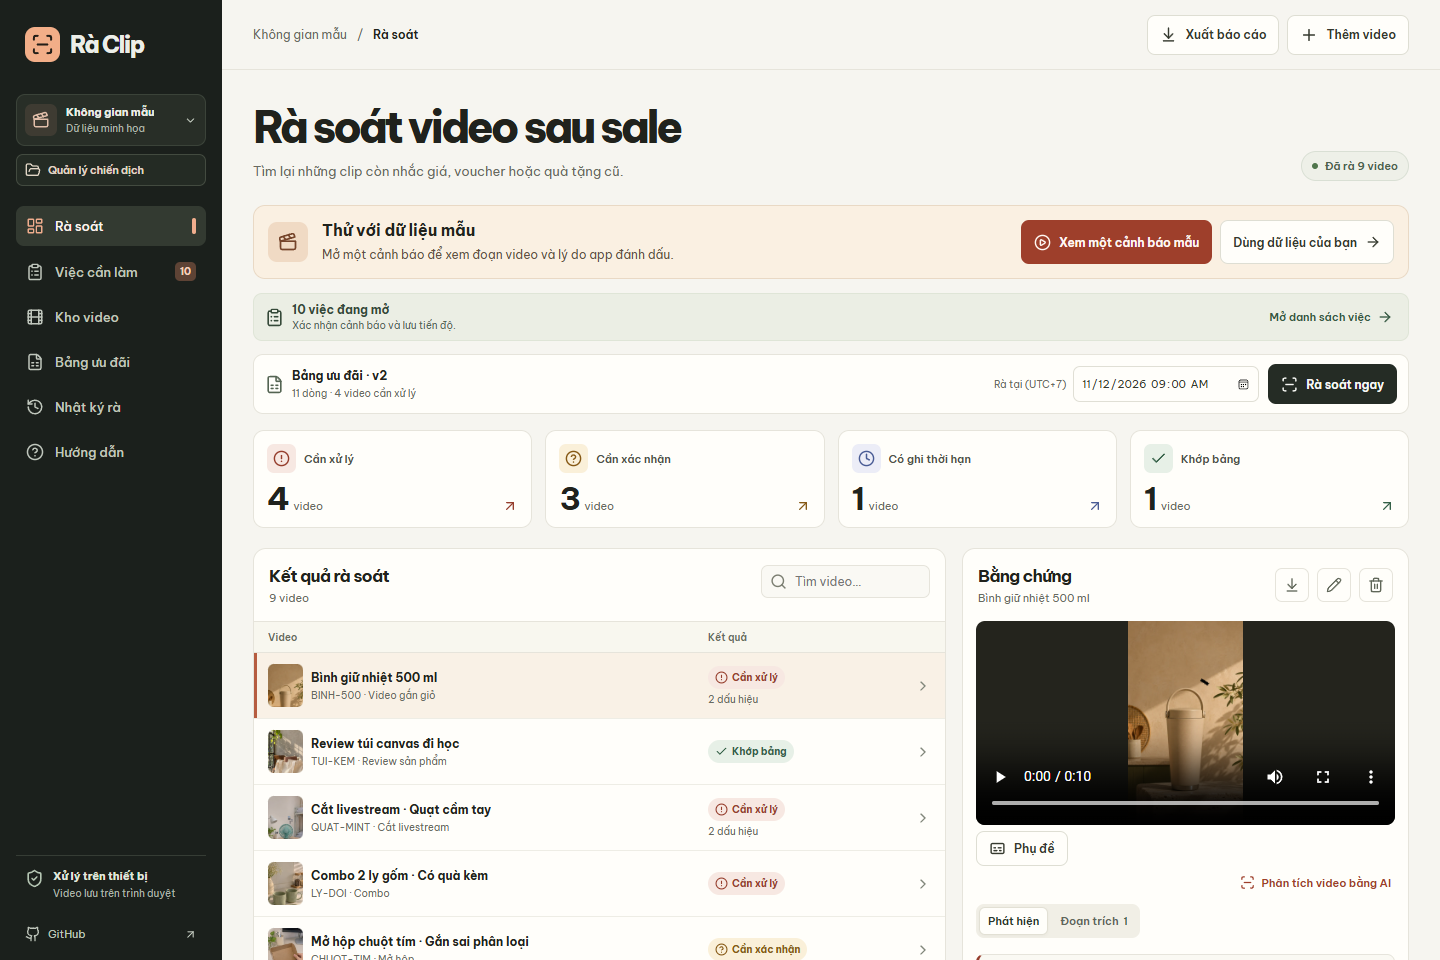 Rà Clip
Không gian mẫu
Dữ liệu minh họa
Quản lý chiến dịch
Rà soát
Việc cần làm 10
Kho video
Bảng ưu đãi
Nhật ký rà
Hướng dẫn
Xử lý trên thiết bị
Video lưu trên trình duyệt
GitHub
Không gian mẫu / Rà soát
Xuất báo cáo
Thêm video
Rà soát video sau sale
Tìm lại những clip còn nhắc giá, voucher hoặc quà tặng cũ.
Đã rà 9 video
Thử với dữ liệu mẫu
Mở một cảnh báo để xem đoạn video và lý do app đánh dấu.
Xem một cảnh báo mẫu
Dùng dữ liệu của bạn
10 việc đang mở
Xác nhận cảnh báo và lưu tiến độ.
Mở danh sách việc
Bảng ưu đãi · v2
11 dòng · 4 video cần xử lý
Rà tại (UTC+7)
11/12/2026 09:00 AM
Rà soát ngay
Cần xử lý
4 video
Cần xác nhận
3 video
Có ghi thời hạn
1 video
Khớp bảng
1 video
Kết quả rà soát
9 video
Tìm video...
Video
Kết quả
Bình giữ nhiệt 500 ml
BINH-500 · Video gắn giỏ
Cần xử lý
2 dấu hiệu
Review túi canvas đi học
TUI-KEM · Review sản phẩm
Khớp bảng
Cắt livestream · Quạt cầm tay
QUAT-MINT · Cắt livestream
Cần xử lý
2 dấu hiệu
Combo 2 ly gốm · Có quà kèm
LY-DOI · Combo
Cần xử lý
Mở hộp chuột tím · Gắn sai phân loại
CHUOT-TIM · Mở hộp
Cần xác nhận
Bằng chứng
Bình giữ nhiệt 500 ml
0:00 / 0:10
Phụ đề
Phân tích video bằng AI
Phát hiện
Đoạn trích 1